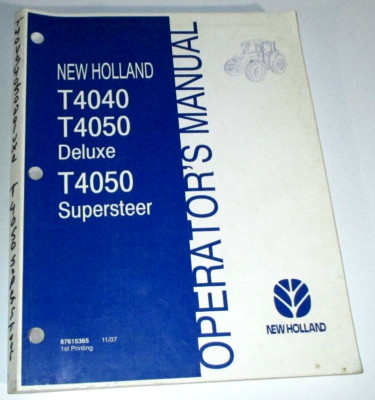 NEW HOLLAND
T4040
T4050
Deluxe
T4050
Supersteer
87615365 11/07
1st Printing
OPERATOR'S MANUAL
NEW HOLLAND